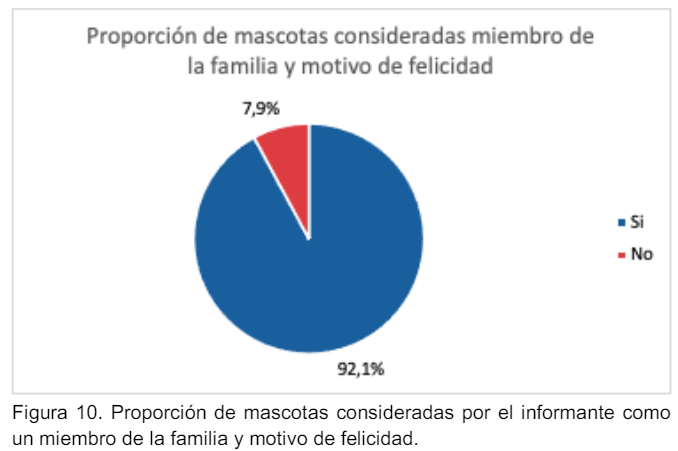 Proporción de mascotas consideradas miembro de
la familia y motivo de felicidad
7,9%
Si
No
92,1%
Figura 10. Proporción de mascotas consideradas por el informante como
un miembro de la familia y motivo de felicidad.